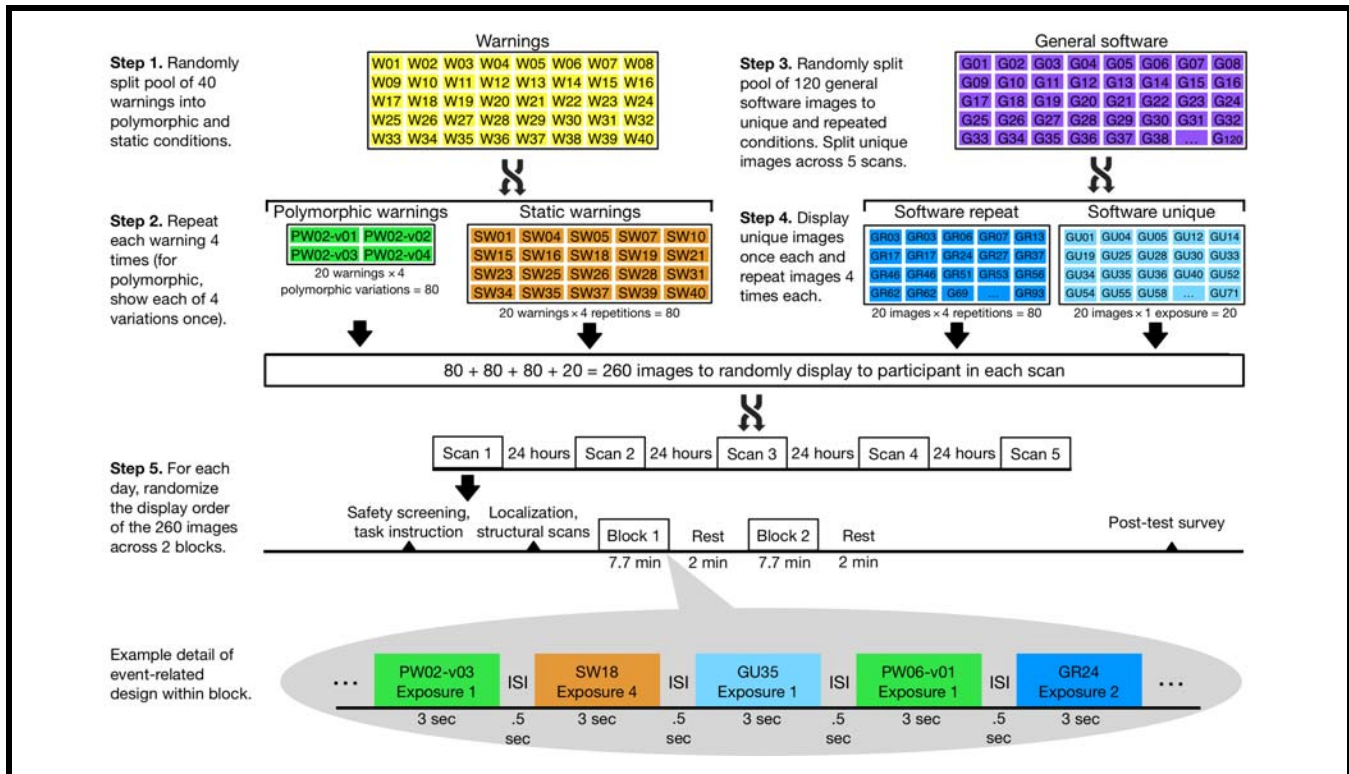 Warnings
Step 1. Randomly
split pool of 40
warnings into
polymorphic and
static conditions.
W01 W02 W03 W04 W05 W06 W07 W08
W09 W10 W11 W12 W13 W14 W15 W16
W17 W18 W19 W20 W21 W22 W23 W24
W25 W26 W27 W28 W29 W30 W31 W32
W33 W34 W35 W36 W37 W38 W39 W40
General software
Step 3. Randomly split
pool of 120 general
software images to
unique and repeated
conditions. Split unique
images across 5 scans.
G01 G02 G03 G04 G05 G06 G07 G08
G09 G10 G11 G12 G13 G14 G15 G16
G17 G18 G19 G20 G21 G22 G23 G24
G25 G26 G27 G28 G29 G30 G31 G32
G33 G34 G35 G36 G37 G38 ... G120
Step 2. Repeat
each warning 4
times (for
polymorphic,
show each of 4
variations once).
Polymorphic warnings
PW02-v01 PW02-v02
PW02-v03 PW02-v04
20 warnings × 4
polymorphic variations = 80
Static warnings
SW01 SW04 SW05 SW07 SW10
SW15 SW16 SW18 SW19 SW21
SW23 SW25 SW26 SW28 SW31
SW34 SW35 SW37 SW39 SW40
20 warnings × 4 repetitions = 80
Step 4. Display
unique images
once each and
repeat images 4
times each.
Software repeat
GR03 GR03 GR06 GR07 GR13
GR17 GR17 GR24 GR27 GR37
GR46 GR46 GR51 GR53 GR56
GR62 GR62 G69 ... GR93
20 images × 4 repetitions = 80
Software unique
GU01 GU04 GU05 GU12 GU14
GU19 GU25 GU28 GU30 GU33
GU34 GU35 GU36 GU40 GU52
GU54 GU55 GU58 ... GU71
20 images × 1 exposure = 20
80 + 80 + 80 + 20 = 260 images to randomly display to participant in each scan
Scan 1 24 hours Scan 2 24 hours Scan 3 24 hours Scan 4 24 hours Scan 5
Step 5. For each
day, randomize
the display order
of the 260 images
across 2 blocks.
Safety screening,
task instruction
Localization,
structural scans
Block 1 Rest Block 2 Rest
7.7 min 2 min 7.7 min 2 min
Post-test survey
Example detail of
event-related
design within block.
... PW02-v03 ISI SW18 ISI GU35 ISI PW06-v01 ISI GR24 ...
Exposure 1 Exposure 4 Exposure 1 Exposure 1 Exposure 2
3 sec .5 3 sec .5 3 sec .5 3 sec .5 3 sec
sec sec sec sec